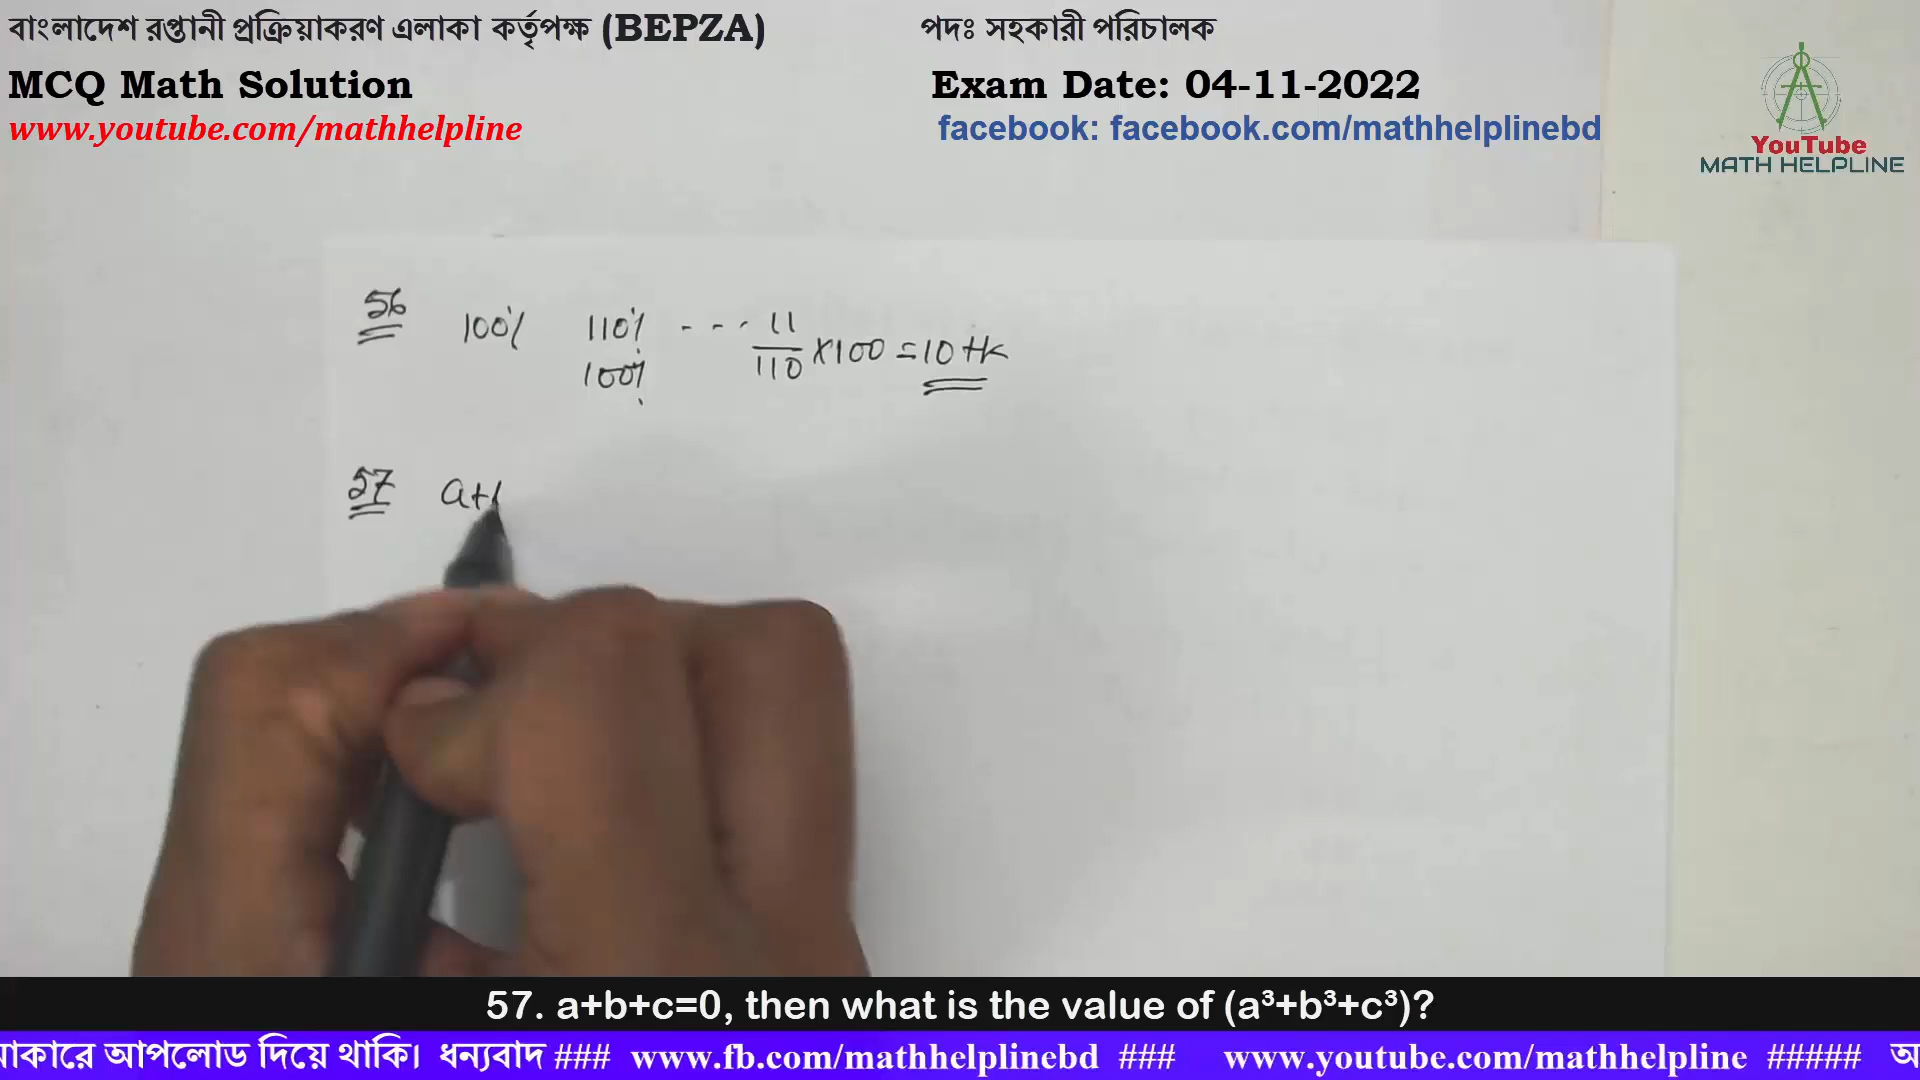 বাংলাদেশ রপ্তানী প্রক্রিয়াকরণ এলাকা কর্তৃপক্ষ (BEPZA) পদঃ সহকারী পরিচালক
MCQ Math Solution Exam Date: 04-11-2022
www.youtube.com/mathhelpline facebook: facebook.com/mathhelplinebd
YouTube
MATH HELPLINE
56 100% 110% --- 11/110 ×100 = 10 tk
100%
57 a+
57. a+b+c=0, then what is the value of (a³+b³+c³)?
আপলোড দিয়ে থাকি। ধন্যবাদ ### www.fb.com/mathhelplinebd ### www.youtube.com/mathhelpline #####